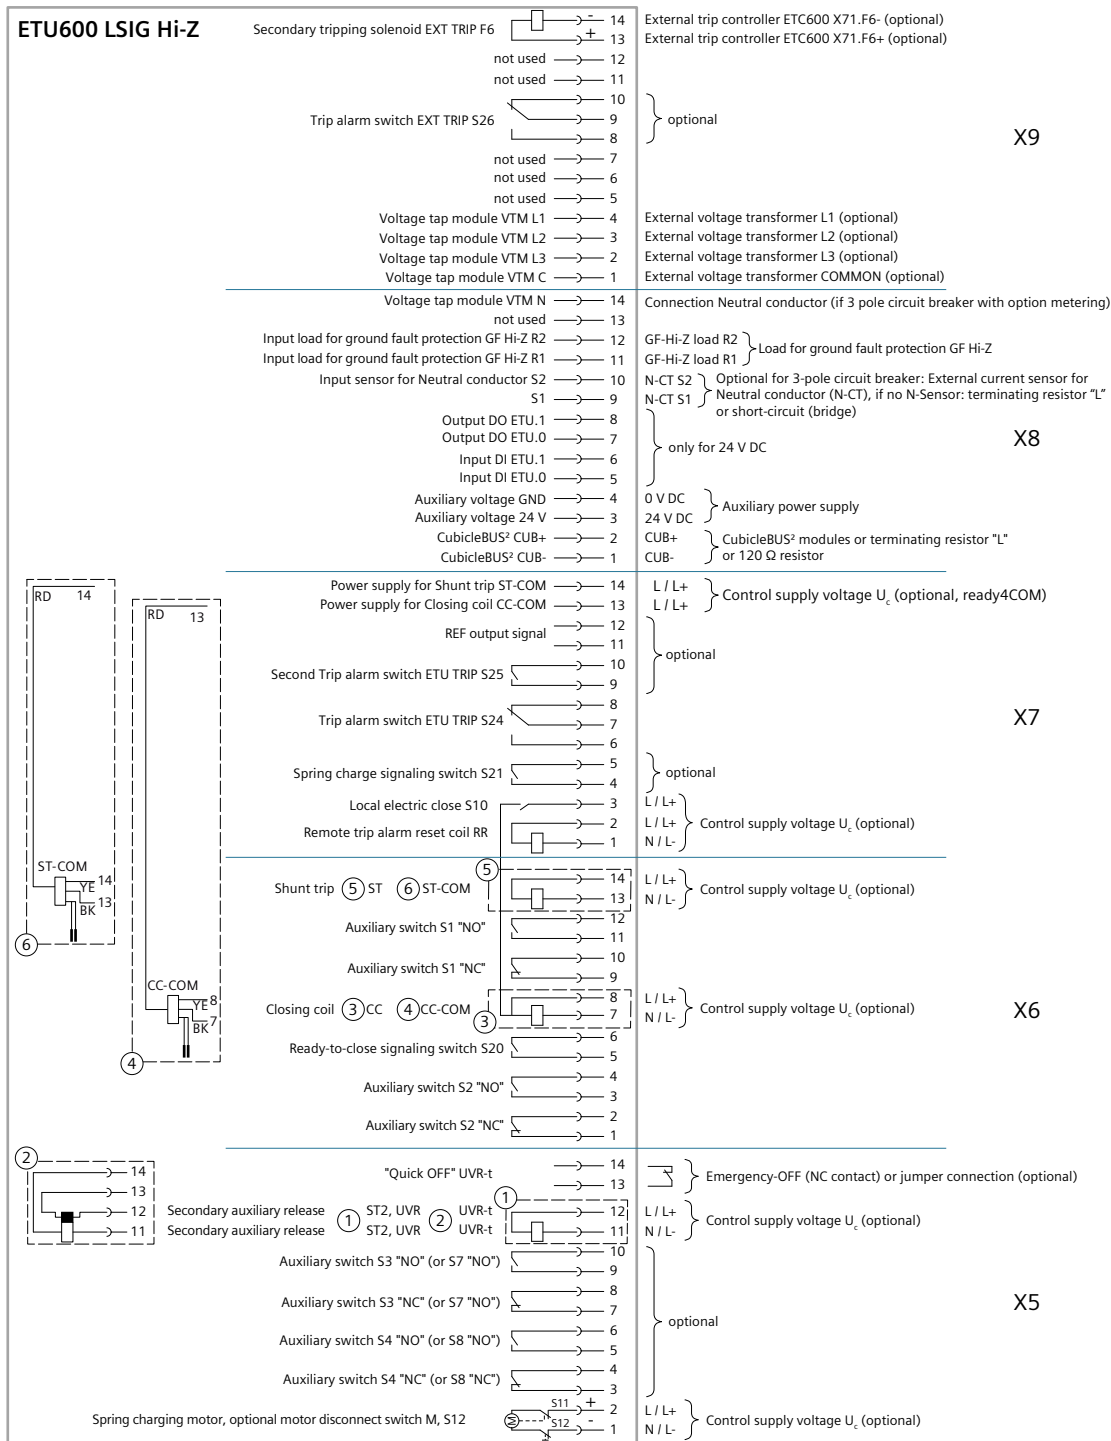 ETU600 LSIG Hi-Z
Secondary tripping solenoid EXT TRIP F6 - 14 External trip controller ETC600 X71.F6- (optional)
+ 13 External trip controller ETC600 X71.F6+ (optional)
not used 12
not used 11
10
Trip alarm switch EXT TRIP S26 9 optional
8
X9
not used 7
not used 6
not used 5
Voltage tap module VTM L1 4 External voltage transformer L1 (optional)
Voltage tap module VTM L2 3 External voltage transformer L2 (optional)
Voltage tap module VTM L3 2 External voltage transformer L3 (optional)
Voltage tap module VTM C 1 External voltage transformer COMMON (optional)
Voltage tap module VTM N 14 Connection Neutral conductor (if 3 pole circuit breaker with option metering)
not used 13
Input load for ground fault protection GF Hi-Z R2 12 GF-Hi-Z load R2
Input load for ground fault protection GF Hi-Z R1 11 GF-Hi-Z load R1
Load for ground fault protection GF Hi-Z
Input sensor for Neutral conductor S2 10 N-CT S2
S1 9 N-CT S1
Optional for 3-pole circuit breaker: External current sensor for
Neutral conductor (N-CT), if no N-Sensor: terminating resistor "L"
or short-circuit (bridge)
Output DO ETU.1 8
Output DO ETU.0 7
X8
only for 24 V DC
Input DI ETU.1 6
Input DI ETU.0 5
Auxiliary voltage GND 4 0 V DC
Auxiliary voltage 24 V 3 24 V DC
Auxiliary power supply
CubicleBUS² CUB+ 2 CUB+
CubicleBUS² CUB- 1 CUB-
CubicleBUS² modules or terminating resistor "L"
or 120 Ω resistor
Power supply for Shunt trip ST-COM 14 L / L+
Power supply for Closing coil CC-COM 13 L / L+
Control supply voltage Uc (optional, ready4COM)
12
REF output signal
11
optional
10
Second Trip alarm switch ETU TRIP S25
9
8
Trip alarm switch ETU TRIP S24 7
6
X7
5
Spring charge signaling switch S21 optional
4
Local electric close S10 3 L / L+
2 L / L+
Remote trip alarm reset coil RR
1 N / L-
Control supply voltage Uc (optional)
5
14 L / L+
Shunt trip 5 ST 6 ST-COM
13 N / L-
Control supply voltage Uc (optional)
12
Auxiliary switch S1 "NO"
11
10
Auxiliary switch S1 "NC"
9
8 L / L+
Closing coil 3 CC 4 CC-COM
7 N / L-
3
Control supply voltage Uc (optional)
X6
6
Ready-to-close signaling switch S20
5
4
Auxiliary switch S2 "NO"
3
2
Auxiliary switch S2 "NC"
1
RD 14
ST-COM
14
YE
13
BK
6
RD 13
CC-COM
8
YE
7
BK
4
2
14
13
12
11
"Quick OFF" UVR-t 14
13
Emergency-OFF (NC contact) or jumper connection (optional)
1
Secondary auxiliary release 1 ST2, UVR 2 UVR-t 12 L / L+
Secondary auxiliary release ST2, UVR UVR-t 11 N / L-
Control supply voltage Uc (optional)
10
Auxiliary switch S3 "NO" (or S7 "NO")
9
8
Auxiliary switch S3 "NC" (or S7 "NO")
7
X5
optional
6
Auxiliary switch S4 "NO" (or S8 "NO")
5
4
Auxiliary switch S4 "NC" (or S8 "NC")
3
S11 + 2 L / L+
Spring charging motor, optional motor disconnect switch M, S12 M
S12 - 1 N / L-
Control supply voltage Uc (optional)